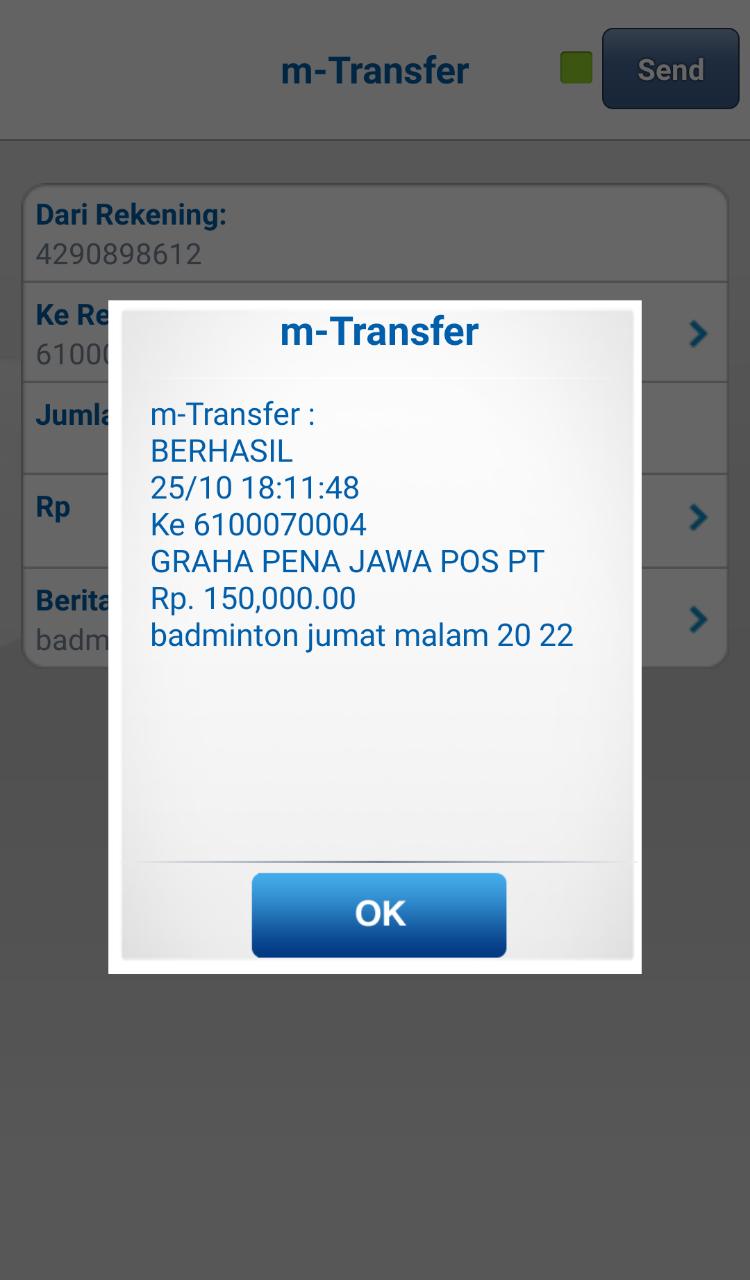 m-Transfer
Send
Dari Rekening:
4290898612
Ke Re
61000
Jumla
Rp
Berita
badm
m-Transfer
m-Transfer :
BERHASIL
25/10 18:11:48
Ke 6100070004
GRAHA PENA JAWA POS PT
Rp. 150,000.00
badminton jumat malam 20 22
OK